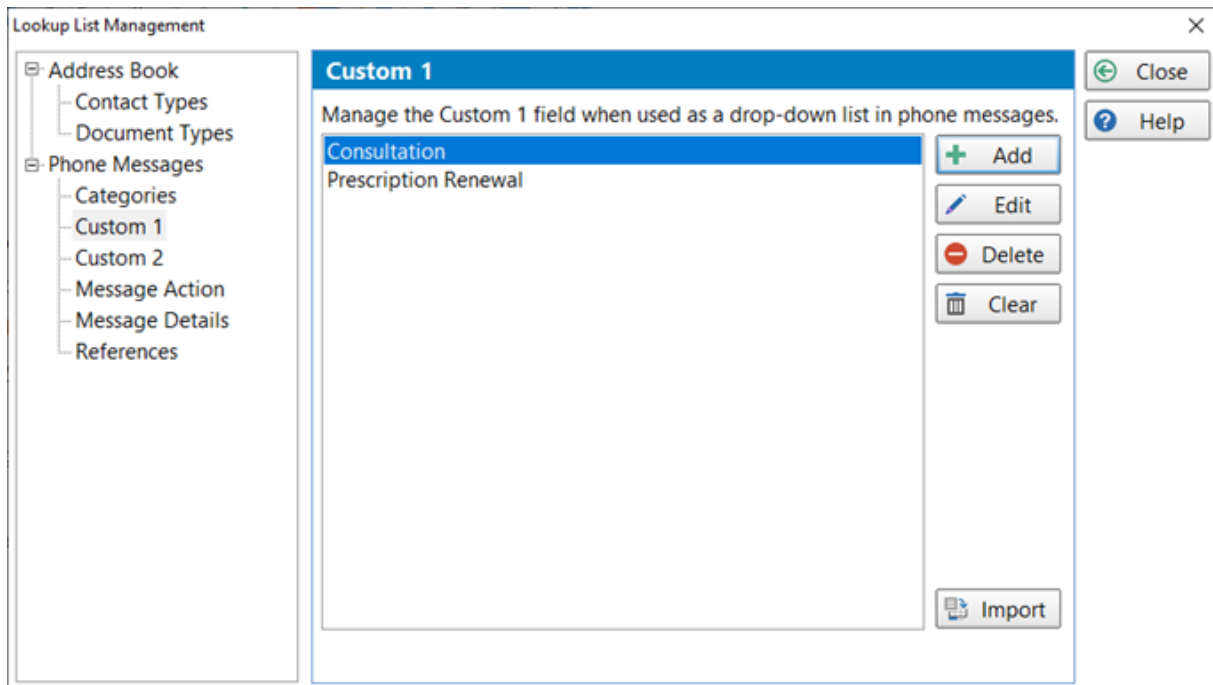 Lookup List Management
Address Book
Contact Types
Document Types
Phone Messages
Categories
Custom 1
Custom 2
Message Action
Message Details
References
Custom 1
Manage the Custom 1 field when used as a drop-down list in phone messages.
Consultation
Prescription Renewal
Add
Edit
Delete
Clear
Import
Close
Help